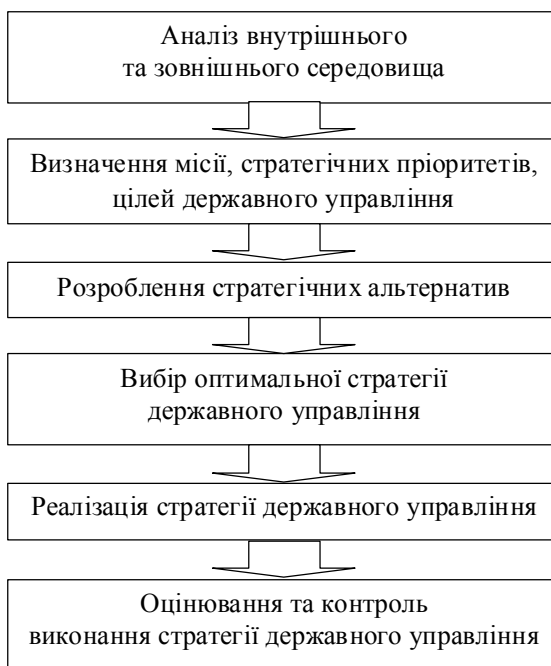 Аналіз внутрішнього
та зовнішнього середовища
Визначення місії, стратегічних пріоритетів,
цілей державного управління
Розроблення стратегічних альтернатив
Вибір оптимальної стратегії
державного управління
Реалізація стратегії державного управління
Оцінювання та контроль
виконання стратегії державного управління